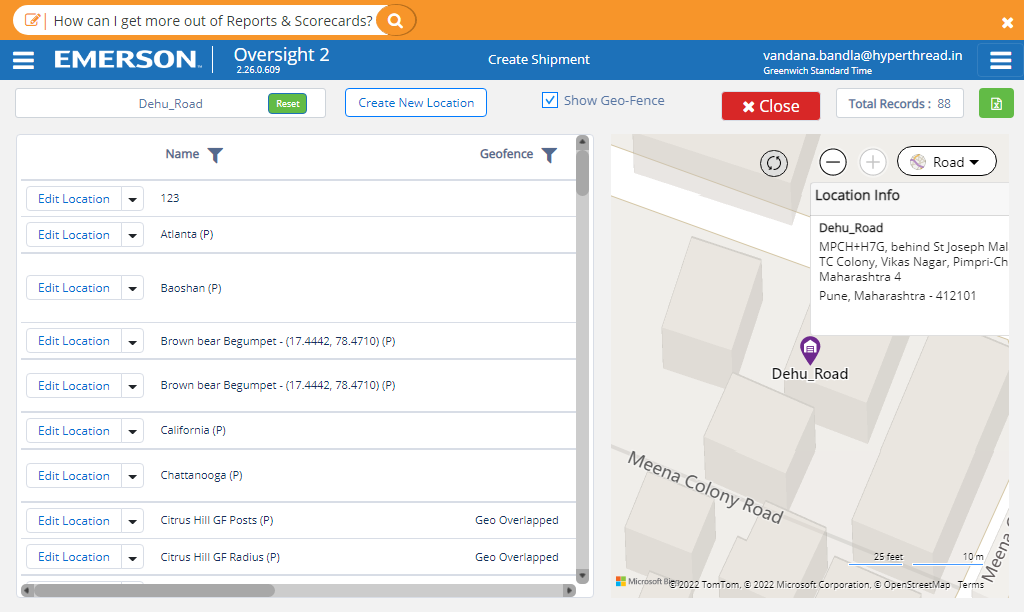 How can I get more out of Reports & Scorecards?
EMERSON
Oversight 2
2.26.0.609
Create Shipment
vandana.bandla@hyperthread.in
Greenwich Standard Time
Dehu_Road
Reset
Create New Location
Show Geo-Fence
Close
Total Records : 88
Name
Geofence
Edit Location
123
Edit Location
Atlanta (P)
Edit Location
Baoshan (P)
Edit Location
Brown bear Begumpet - (17.4442, 78.4710) (P)
Edit Location
Brown bear Begumpet - (17.4442, 78.4710) (P)
Edit Location
California (P)
Edit Location
Chattanooga (P)
Edit Location
Citrus Hill GF Posts (P)
Geo Overlapped
Edit Location
Citrus Hill GF Radius (P)
Geo Overlapped
Road
Location Info
Dehu_Road
MPCH+H7G, behind St Joseph Mal
TC Colony, Vikas Nagar, Pimpri-Ch
Maharashtra 4
Pune, Maharashtra - 412101
Dehu_Road
Meena Colony Road
Meena
25 feet
10 m
Microsoft Bi
© 2022 TomTom, © 2022 Microsoft Corporation, © OpenStreetMap Terms